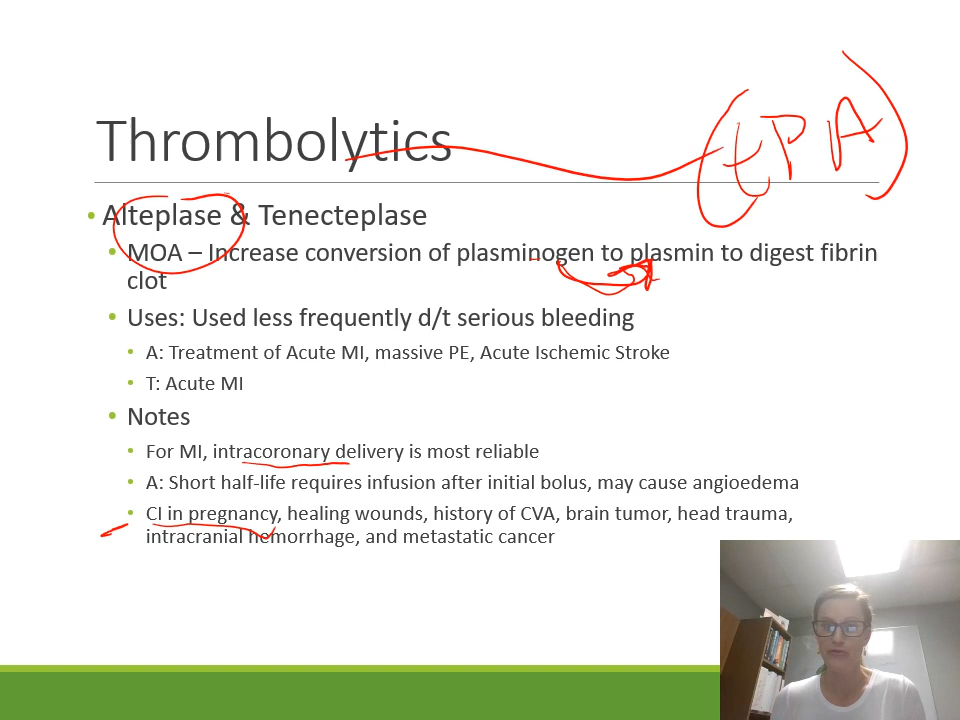 (tPA)
Thrombolytics
• Alteplase & Tenecteplase
• MOA – Increase conversion of plasminogen to plasmin to digest fibrin
clot
• Uses: Used less frequently d/t serious bleeding
• A: Treatment of Acute MI, massive PE, Acute Ischemic Stroke
• T: Acute MI
• Notes
• For MI, intracoronary delivery is most reliable
• A: Short half-life requires infusion after initial bolus, may cause angioedema
• CI in pregnancy, healing wounds, history of CVA, brain tumor, head trauma,
intracranial hemorrhage, and metastatic cancer